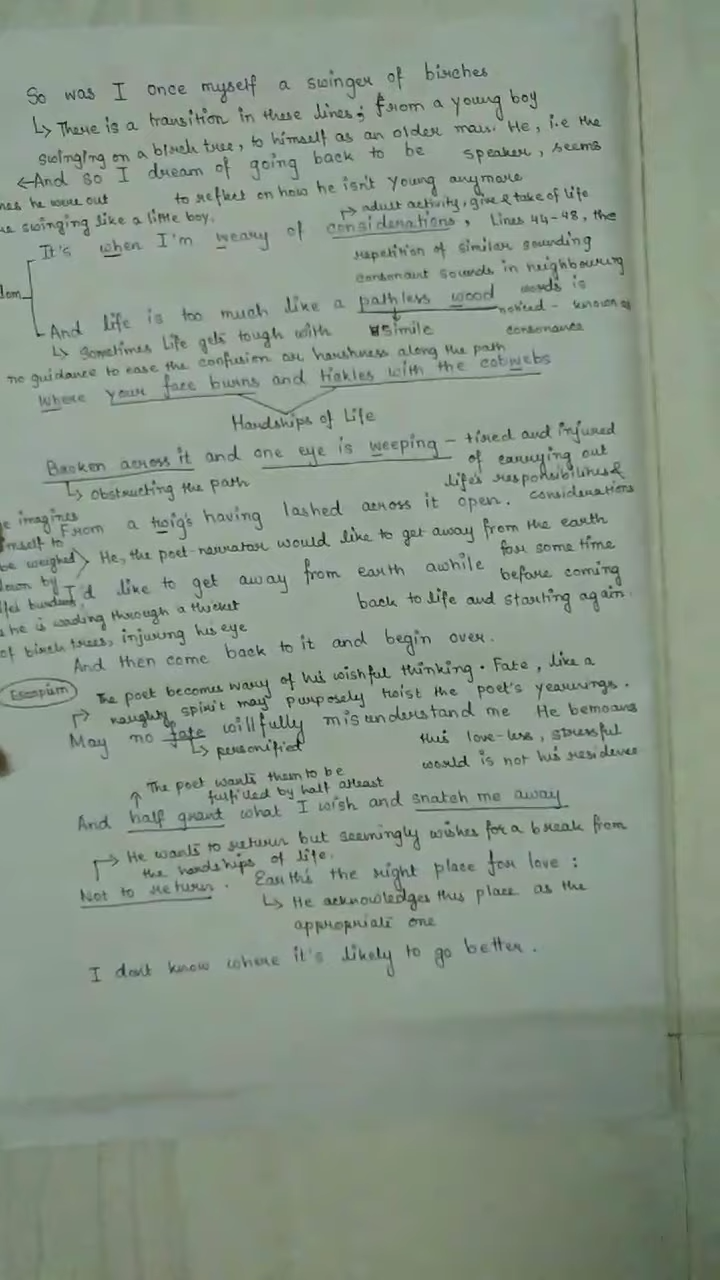 So was I once myself a swinger of birches
↳ There is a transition in these lines; from a young boy
swinging on a birch tree, to himself as an older man. He, i.e the
←And so I dream of going back to be speaker, seems
he were out to reflect on how he isn't young anymore
swinging like a little boy. ↱ adult activity, give & take of life
It's when I'm weary of considerations, Lines 44-48, the
repetition of similar sounding
consonant sounds in neighbouring
And life is too much like a pathless wood words is
noticed - known as
↳ Sometimes life gets tough with simile consonance
no guidance to ease the confusion or harshness along the path
Where your face burns and tickles with the cobwebs
Hardships of Life
Broken across it and one eye is weeping - tired and injured
↳ obstructing the path of carrying out
life's responsibilities &
imagines From a twig's having lashed across it open. considerations
be weighed He, the poet-narrator would like to get away from the earth
down by I'd like to get away from earth awhile for some time
before coming
he is wading through a thicket back to life and starting again.
of birch trees, injuring his eye
And then come back to it and begin over.
Escapism The poet becomes wary of his wishful thinking. Fate, like a
↱ naughty spirit may purposely twist the poet's yearnings.
May no fate willfully misunderstand me He bemoans
↳ personified this love-less, stressful
world is not his residence
↑ The poet wants them to be
fulfilled by half atleast
And half grant what I wish and snatch me away
↱ He wants to return but seemingly wishes for a break from
the hardships of life.
Not to return. Earth's the right place for love:
↳ He acknowledges this place as the
appropriate one
I don't know where it's likely to go better.